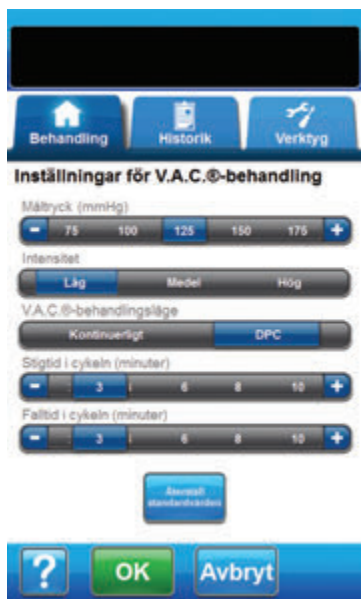 Behandling Historik Verktyg
Inställningar för V.A.C.®-behandling
Måltryck (mmHg)
- 75 100 125 150 175 +
Intensitet
Låg Medel Hög
V.A.C.®-behandlingsläge
Kontinuerligt DPC
Stigtid i cykeln (minuter)
- 3 6 8 10 +
Falltid i cykeln (minuter)
- 3 6 8 10 +
Återställ
standardvärden
? OK Avbryt